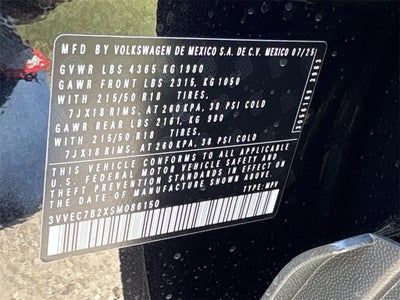 MFD BY VOLKSWAGEN DE MEXICO S.A. DE C.V. MEXICO 07/25
GVWR LBS 4365 KG 1980
GAWR FRONT LBS 2315, KG 1050
WITH 215/50 R18 TIRES,
7JX18 RIMS, AT 260 KPA, 38 PSI COLD
GAWR REAR LBS 2161, KG 980
WITH 215/50 R18 TIRES,
7JX18 RIMS, AT 260 KPA, 38 PSI COLD
THIS VEHICLE CONFORMS TO ALL APPLICABLE
U.S. FEDERAL MOTOR VEHICLE SAFETY AND
THEFT PREVENTION STANDARDS IN EFFECT ON
THE DATE OF MANUFACTURE SHOWN ABOVE.
TYPE: MPV
3VVEC7B2XSM086150